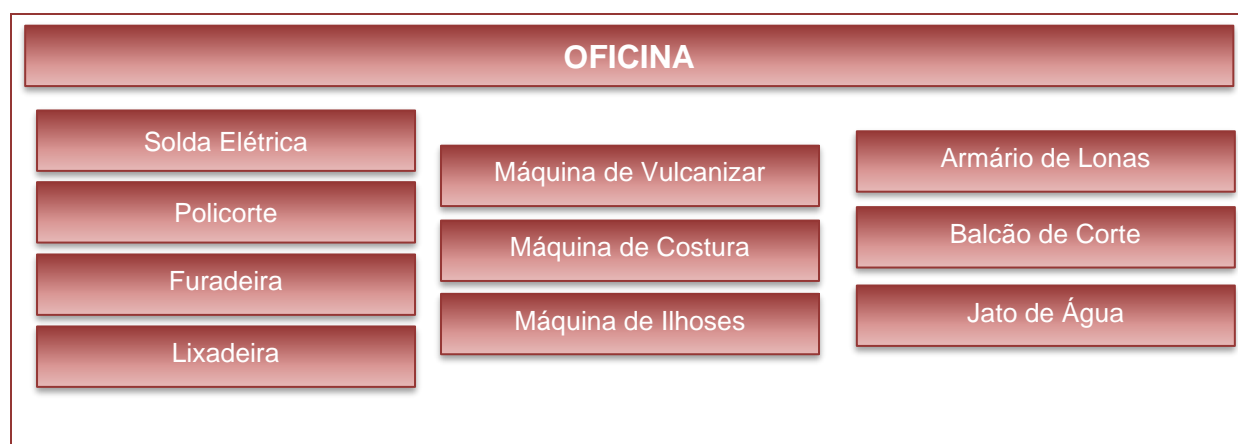 OFICINA
Solda Elétrica
Policorte
Furadeira
Lixadeira
Máquina de Vulcanizar
Máquina de Costura
Máquina de Ilhoses
Armário de Lonas
Balcão de Corte
Jato de Água